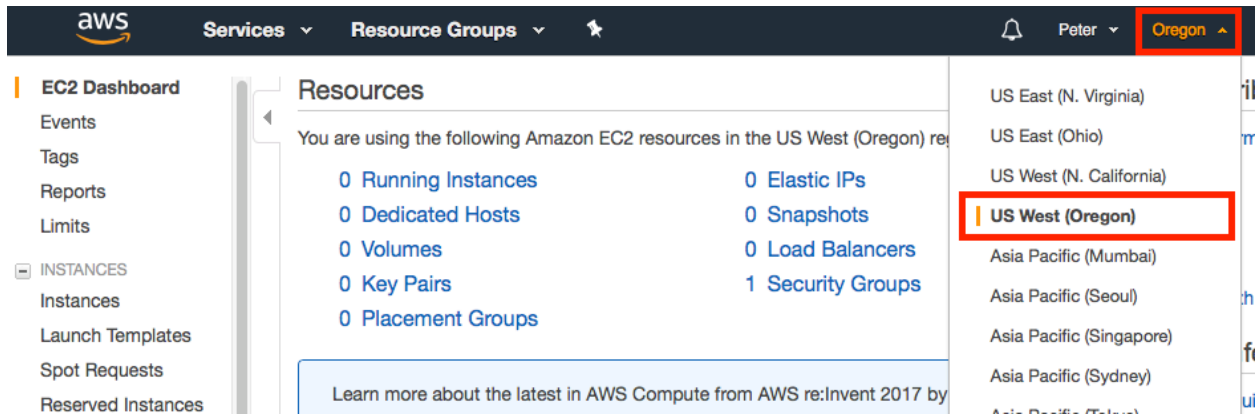 aws
Services
Resource Groups
Peter
Oregon
EC2 Dashboard
Events
Tags
Reports
Limits
INSTANCES
Instances
Launch Templates
Spot Requests
Reserved Instances
Resources
You are using the following Amazon EC2 resources in the US West (Oregon)
0 Running Instances
0 Elastic IPs
0 Dedicated Hosts
0 Snapshots
0 Volumes
0 Load Balancers
0 Key Pairs
1 Security Groups
0 Placement Groups
Learn more about the latest in AWS Compute from AWS re:Invent 2017 by
US East (N. Virginia)
US East (Ohio)
US West (N. California)
US West (Oregon)
Asia Pacific (Mumbai)
Asia Pacific (Seoul)
Asia Pacific (Singapore)
Asia Pacific (Sydney)
Asia Pacific (Tokyo)